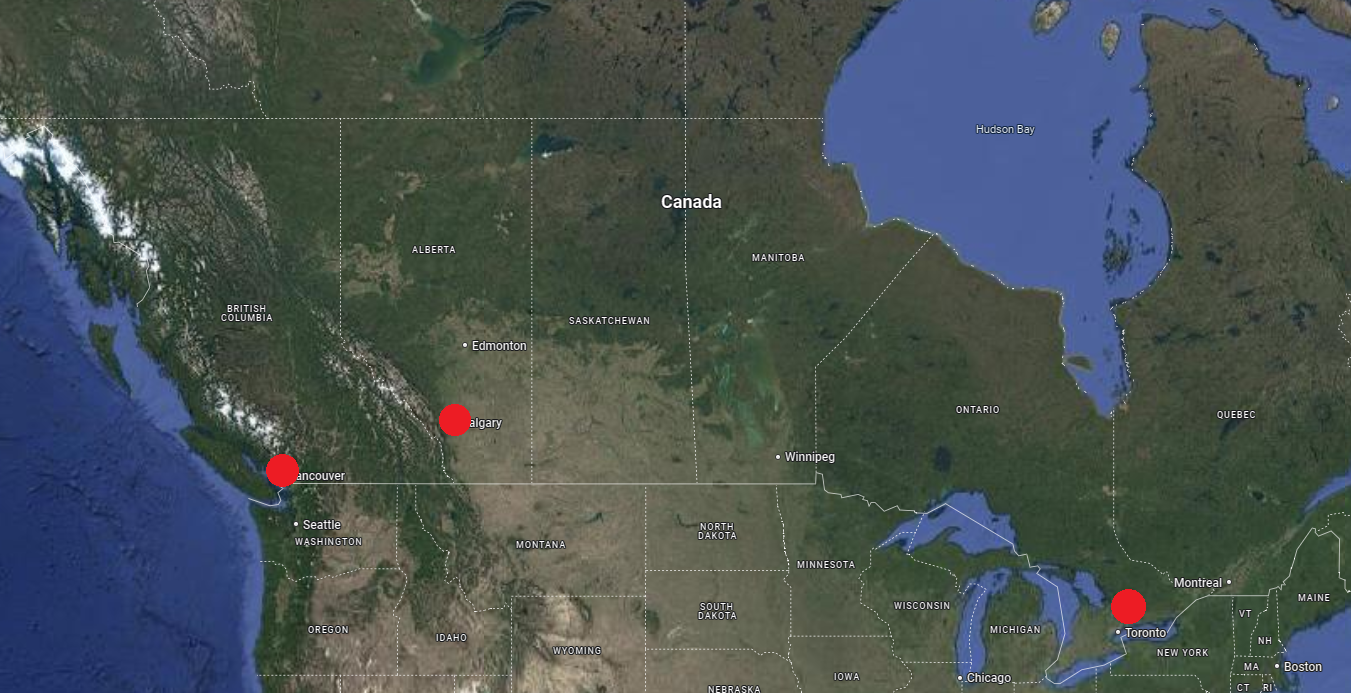 Hudson Bay
Canada
ALBERTA
MANITOBA
BRITISH
COLUMBIA
SASKATCHEWAN
Edmonton
ONTARIO
QUEBEC
algary
Winnipeg
ancouver
Seattle
WASHINGTON
NORTH
DAKOTA
MONTANA
MINNESOTA
Montreal
MAINE
WISCONSIN
SOUTH
DAKOTA
VT
MICHIGAN
OREGON
IDAHO
Toronto
NH
WYOMING
NEW YORK
MA
Boston
IOWA
Chicago
NEBRASKA
CT
RI